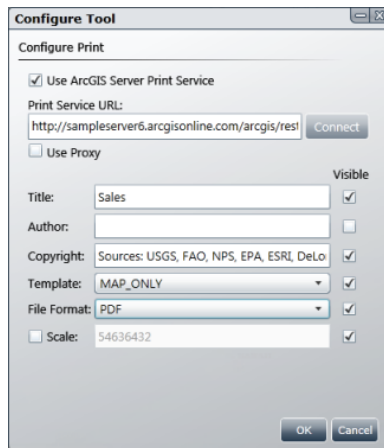 Configure Tool
Configure Print
Use ArcGIS Server Print Service
Print Service URL:
http://sampleserver6.arcgisonline.com/arcgis/rest Connect
Use Proxy
Visible
Title: Sales
Author:
Copyright: Sources: USGS, FAO, NPS, EPA, ESRI, DeLo
Template: MAP_ONLY
File Format: PDF
Scale: 54636432
OK Cancel